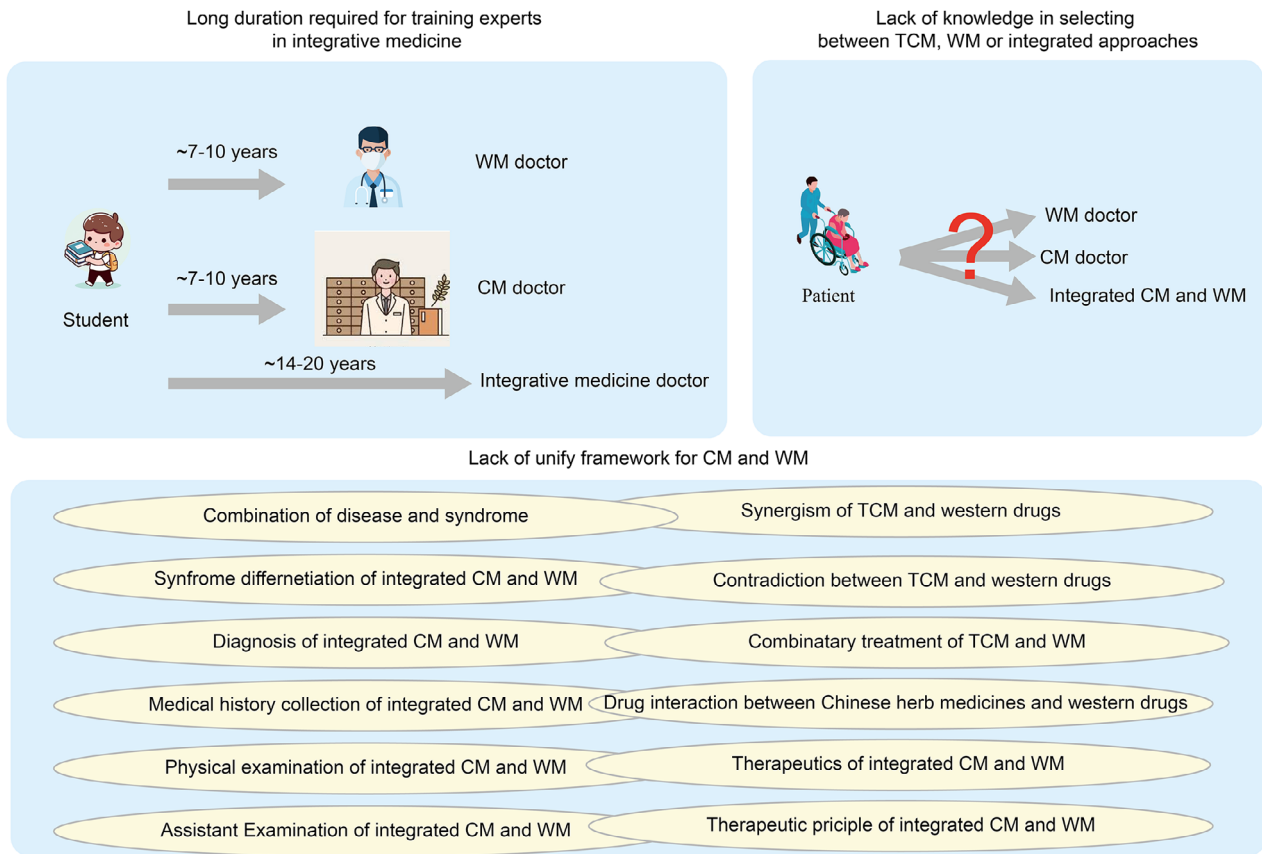 Long duration required for training experts
in integrative medicine
~7-10 years
WM doctor
~7-10 years
CM doctor
Student
~14-20 years
Integrative medicine doctor
Lack of knowledge in selecting
between TCM, WM or integrated approaches
?
WM doctor
CM doctor
Patient
Integrated CM and WM
Lack of unify framework for CM and WM
Combination of disease and syndrome
Synergism of TCM and western drugs
Synfrome differnetiation of integrated CM and WM
Contradiction between TCM and western drugs
Diagnosis of integrated CM and WM
Combinatary treatment of TCM and WM
Medical history collection of integrated CM and WM
Drug interaction between Chinese herb medicines and western drugs
Physical examination of integrated CM and WM
Therapeutics of integrated CM and WM
Assistant Examination of integrated CM and WM
Therapeutic priciple of integrated CM and WM